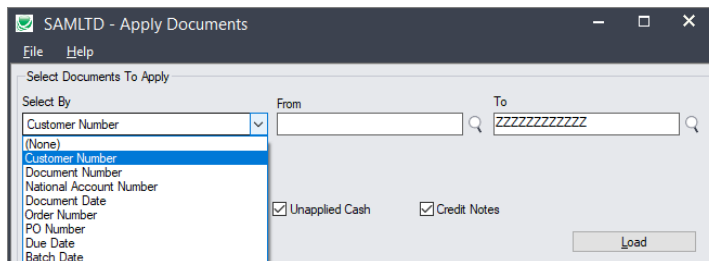 SAMLTD - Apply Documents
File Help
Select Documents To Apply
Select By From To
Customer Number ZZZZZZZZZZZZ
(None)
Customer Number
Document Number
National Account Number
Document Date
Order Number
PO Number
Due Date
Batch Date
Unapplied Cash Credit Notes
Load